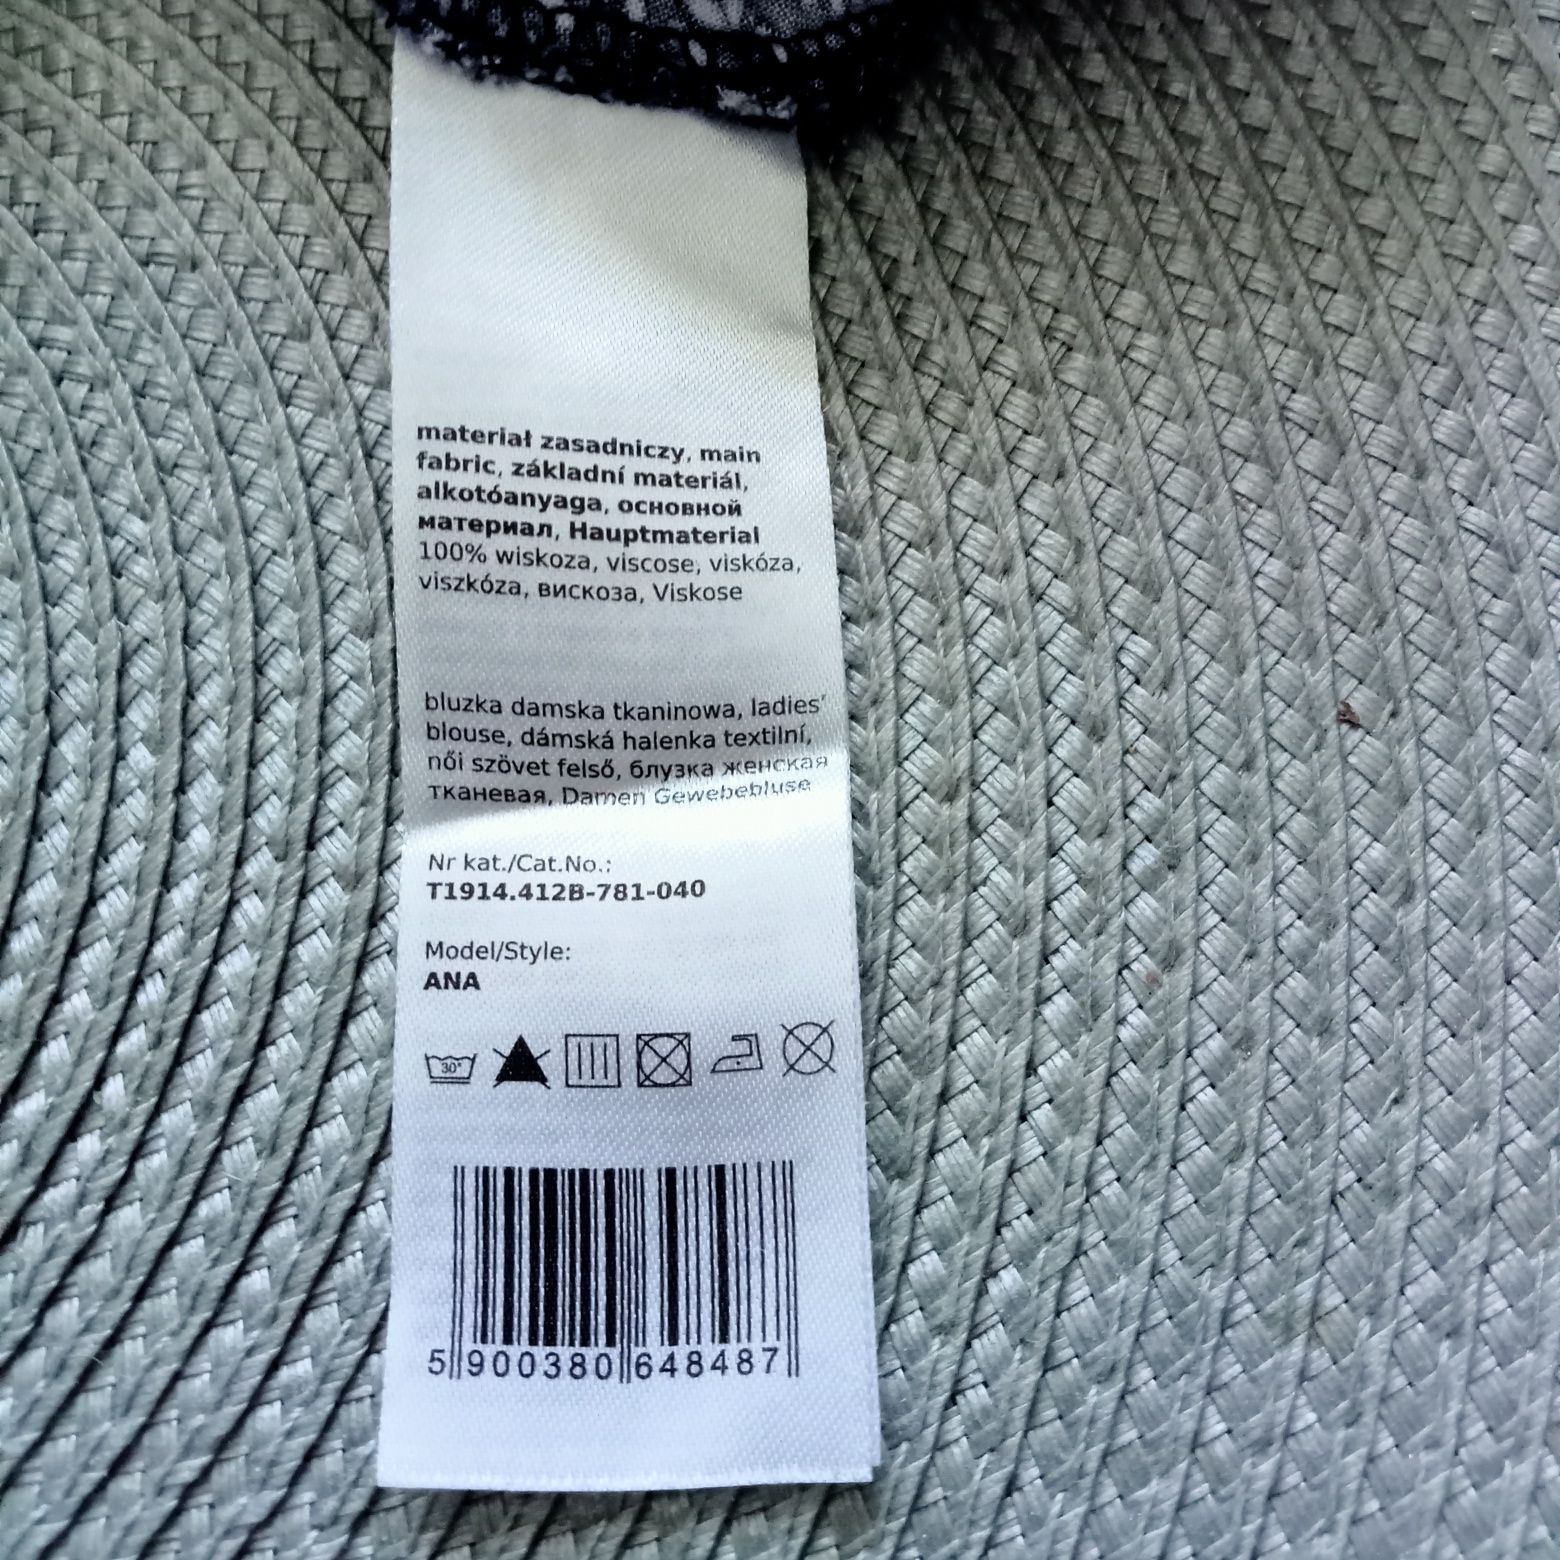 materiał zasadniczy, main
fabric, základní materiál,
alkotóanyaga, основной
материал, Hauptmaterial
100% wiskoza, viscose, viskóza,
viszkóza, вискоза, Viskose
bluzka damska tkaninowa, ladies'
blouse, dámská halenka textilní,
női szövet felső, блузка женская
тканевая, Damen Gewebebluse
Nr kat./Cat.No.:
T1914.412B-781-040
Model/Style:
ANA
30°
5 900380 648487